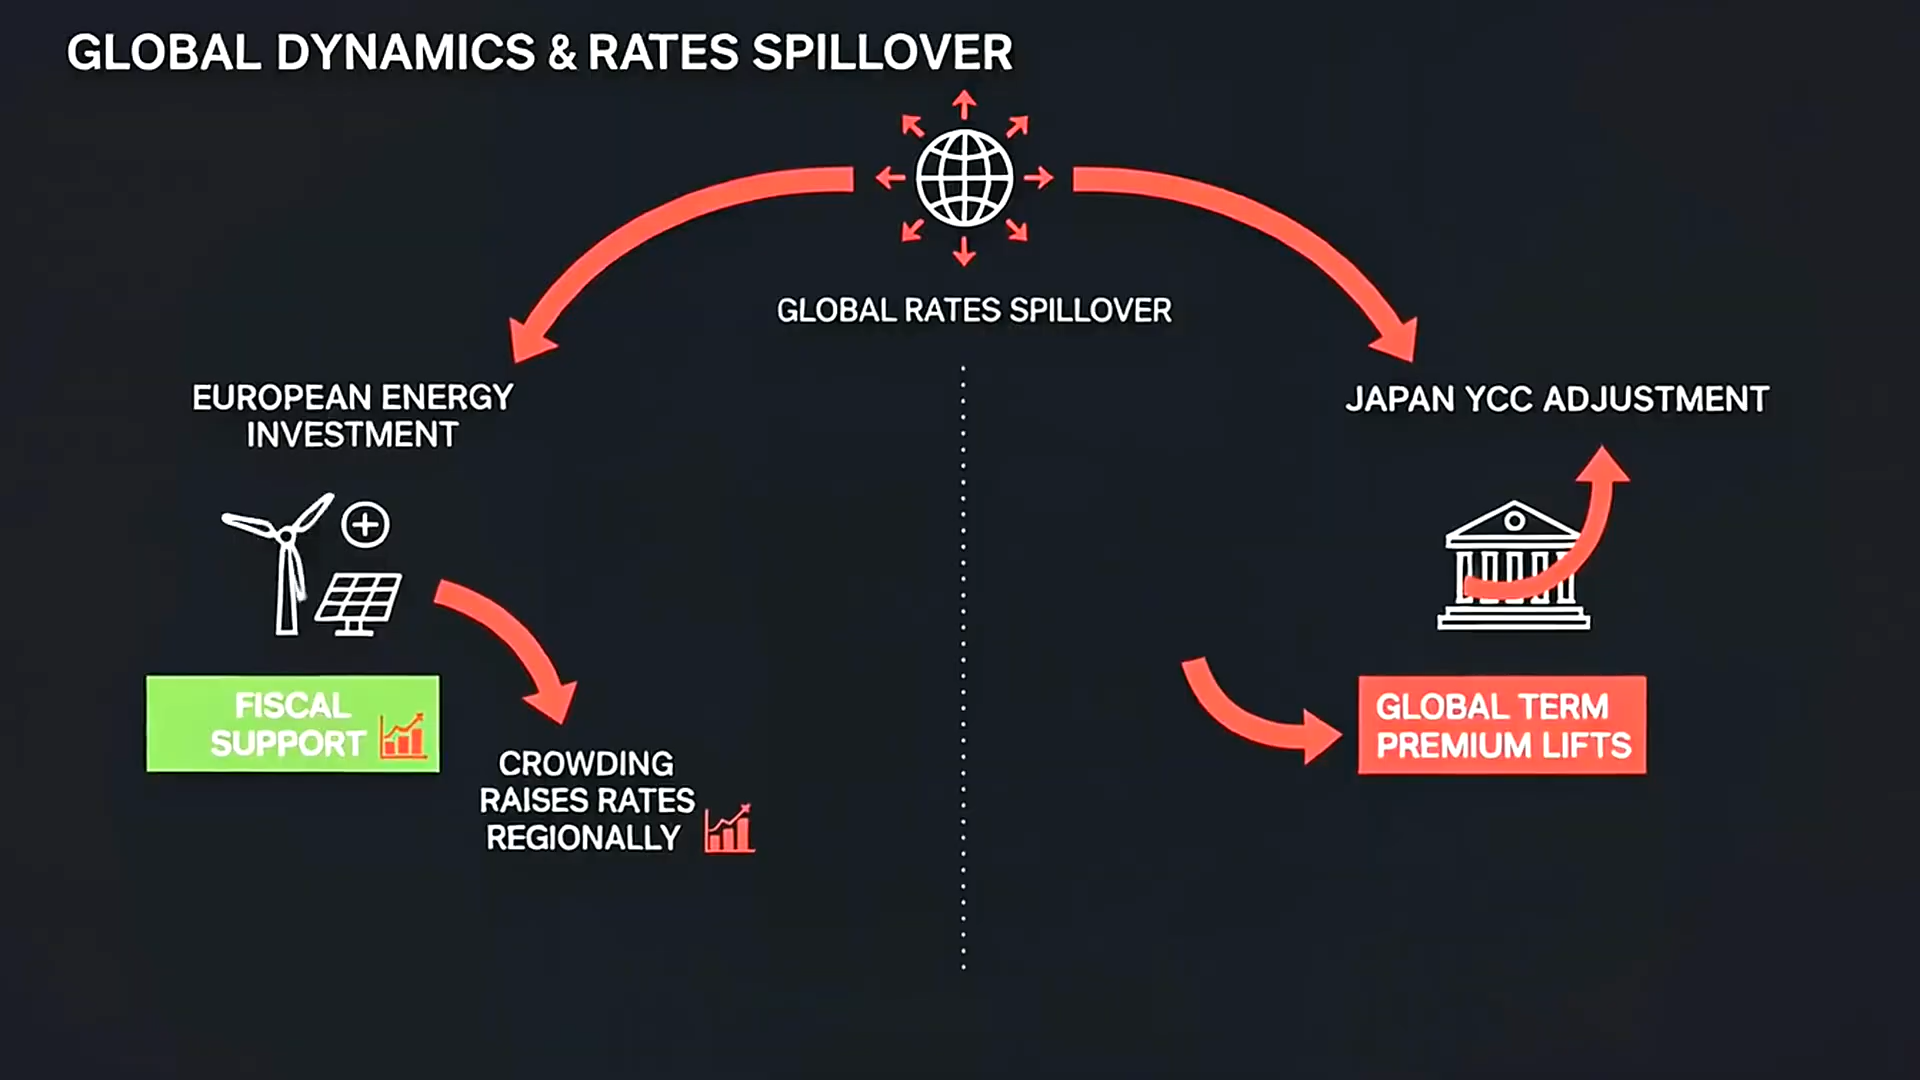 GLOBAL DYNAMICS & RATES SPILLOVER
GLOBAL RATES SPILLOVER
EUROPEAN ENERGY
INVESTMENT
FISCAL
SUPPORT
CROWDING
RAISES RATES
REGIONALLY
JAPAN YCC ADJUSTMENT
GLOBAL TERM
PREMIUM LIFTS